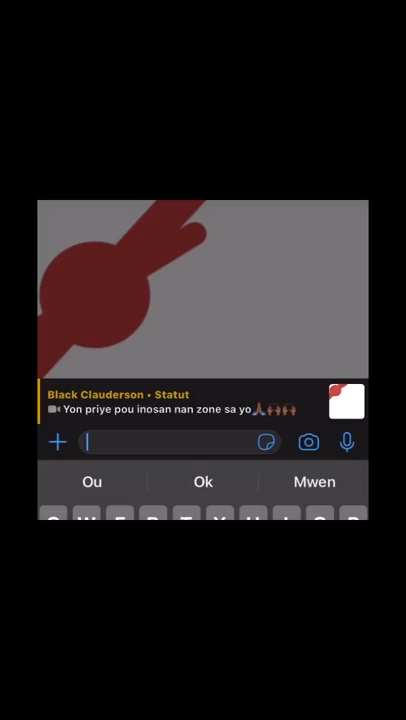 Black Clauderson • Statut
Yon priye pou inosan nan zone sa yo🙏🏾🙌🏾🙌🏾
Ou Ok Mwen